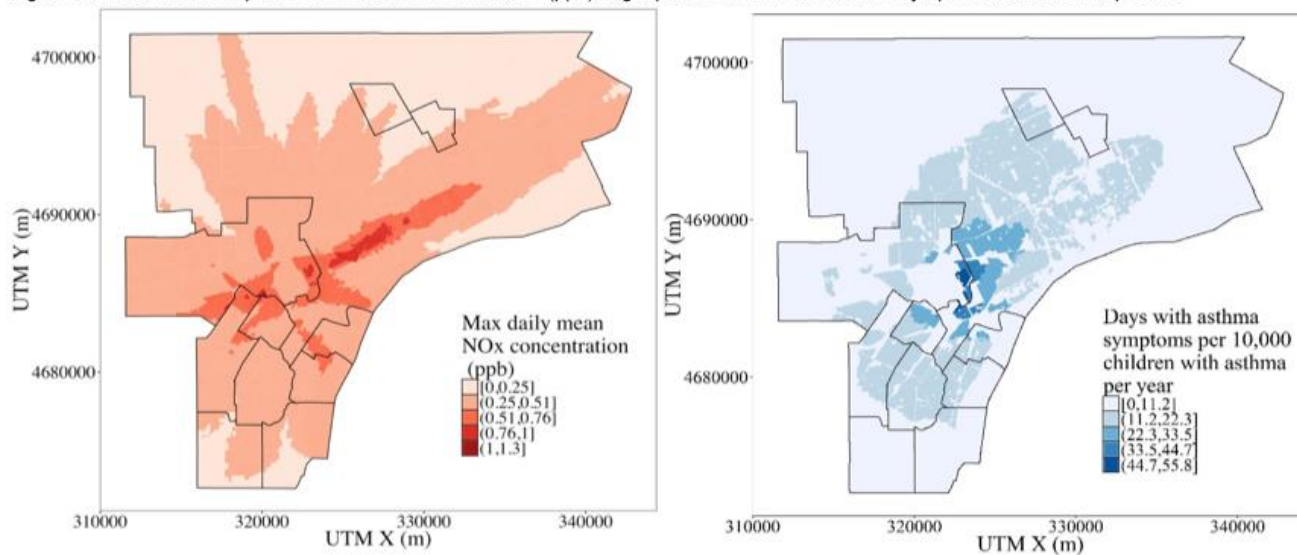 4700000
4690000
4680000
UTM Y (m)
310000 320000 330000 340000
UTM X (m)
Max daily mean
NOx concentration
(ppb)
[0,0.25]
(0.25,0.51]
(0.51,0.76]
(0.76,1]
(1,1.3]
4700000
4690000
4680000
UTM Y (m)
310000 320000 330000 340000
UTM X (m)
Days with asthma
symptoms per 10,000
children with asthma
per year
[0,11.2]
(11.2,22.3]
(22.3,33.5]
(33.5,44.7]
(44.7,55.8]